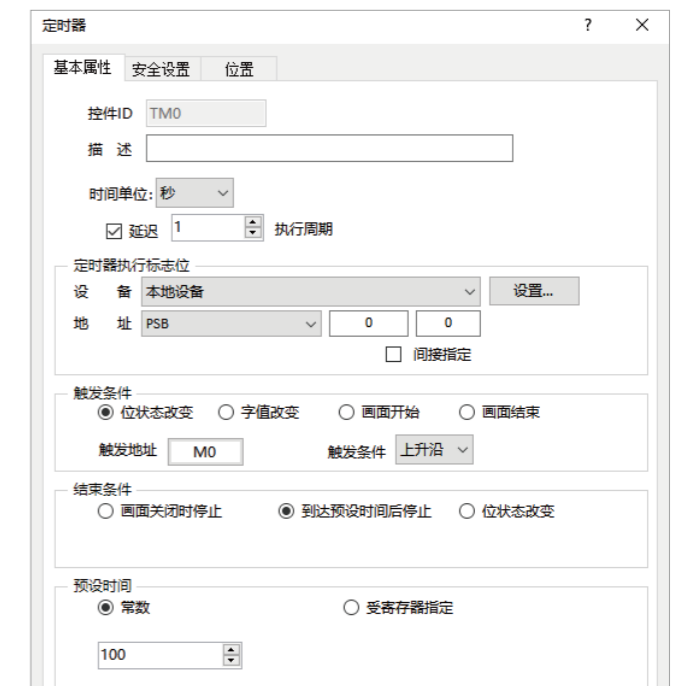 定时器 ? ×
基本属性 安全设置 位置
控件ID TM0
描 述
时间单位: 秒
延迟 1 执行周期
定时器执行标志位
设 备 本地设备 设置...
地 址 PSB 0 0
间接指定
触发条件
位状态改变 字值改变 画面开始 画面结束
触发地址 M0 触发条件 上升沿
结束条件
画面关闭时停止 到达预设时间后停止 位状态改变
预设时间
常数 受寄存器指定
100